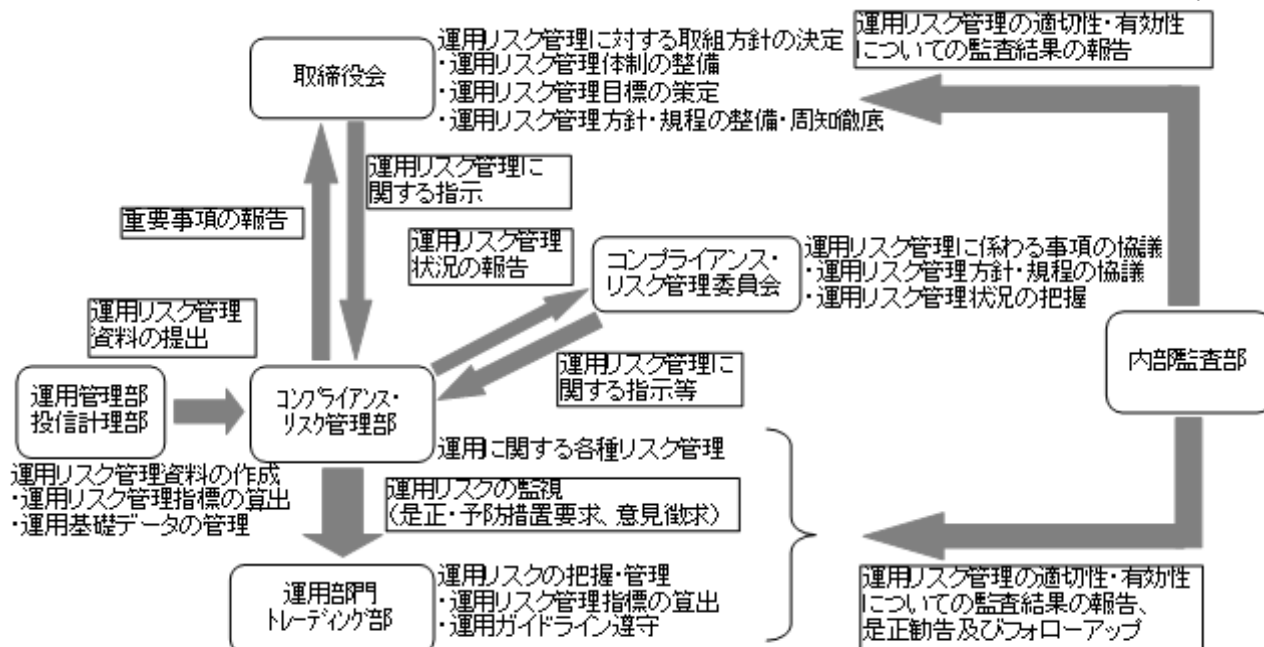 運用リスク管理に対する取組方針の決定
・運用リスク管理体制の整備
・運用リスク管理目標の策定
・運用リスク管理方針・規程の整備・周知徹底
取締役会
運用リスク管理の適切性・有効性
についての監査結果の報告
運用リスク管理に
関する指示
重要事項の報告
運用リスク管理
状況の報告
コンプライアンス・
リスク管理委員会
運用リスク管理に係わる事項の協議
・運用リスク管理方針・規程の協議
・運用リスク管理状況の把握
運用リスク管理
資料の提出
運用リスク管理に
関する指示等
内部監査部
運用管理部
投信計理部
コンプライアンス・
リスク管理部
運用に関する各種リスク管理
運用リスク管理資料の作成
・運用リスク管理指標の算出
・運用基礎データの管理
運用リスクの監視
（是正・予防措置要求、意見徴求）
運用部門
トレーディング部
運用リスクの把握・管理
・運用リスク管理指標の算出
・運用ガイドライン遵守
運用リスク管理の適切性・有効性
についての監査結果の報告、
是正勧告及びフォローアップ